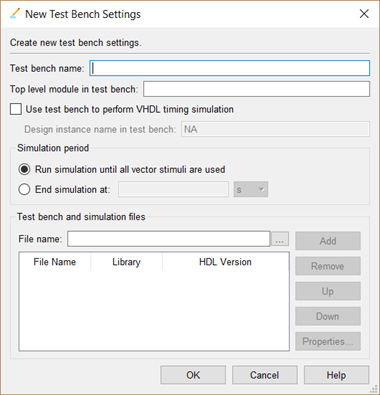 New Test Bench Settings
Create new test bench settings.
Test bench name:
Top level module in test bench:
Use test bench to perform VHDL timing simulation
Design instance name in test bench: NA
Simulation period
Run simulation until all vector stimuli are used
End simulation at: s
Test bench and simulation files
File name: ... Add
File Name Library HDL Version
Remove
Up
Down
Properties...
OK Cancel Help